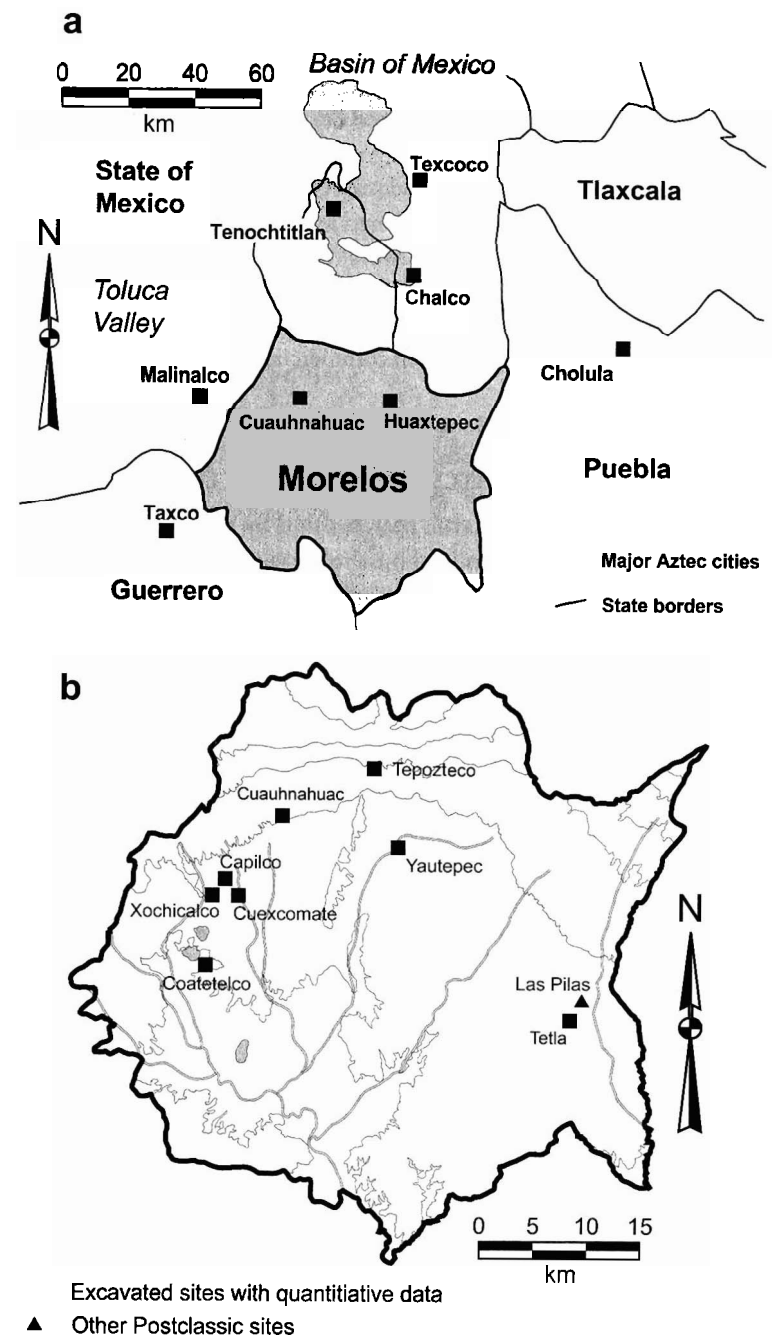 a
0 20 40 60
km
Basin of Mexico
State of
Mexico
Texcoco
Tlaxcala
Tenochtitlan
N
Toluca
Valley
Chalco
Malinalco
Cholula
Cuauhnahuac
Huaxtepec
Morelos
Puebla
Taxco
Major Aztec cities
Guerrero
State borders
b
Tepozteco
Cuauhnahuac
Capilco
Yautepec
Xochicalco
Cuexcomate
N
Coatetelco
Las Pilas
Tetla
0 5 10 15
km
Excavated sites with quantitiative data
Other Postclassic sites